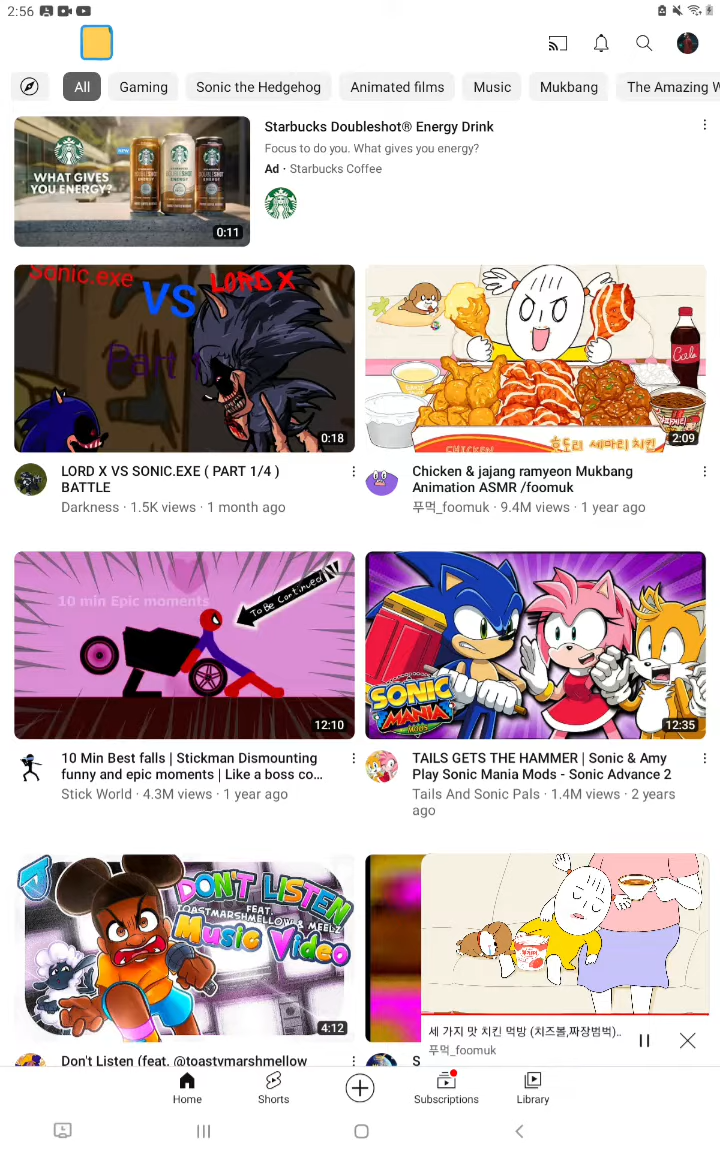 2:56
All
Gaming
Sonic the Hedgehog
Animated films
Music
Mukbang
The Amazing W
WHAT GIVES
YOU ENERGY?
NEW
0:11
Starbucks Doubleshot® Energy Drink
Focus to do you. What gives you energy?
Ad · Starbucks Coffee
Sonic.exe
VS
LORD X
Part 1
0:18
LORD X VS SONIC.EXE ( PART 1/4 )
BATTLE
Darkness · 1.5K views · 1 month ago
CHICKEN
2:09
Chicken & jajang ramyeon Mukbang
Animation ASMR /foomuk
푸먹_foomuk · 9.4M views · 1 year ago
10 min Epic moments
To Be Continued
12:10
10 Min Best falls | Stickman Dismounting
funny and epic moments | Like a boss co...
Stick World · 4.3M views · 1 year ago
SONIC
MANIA
Mods
12:35
TAILS GETS THE HAMMER | Sonic & Amy
Play Sonic Mania Mods - Sonic Advance 2
Tails And Sonic Pals · 1.4M views · 2 years
ago
DON'T LISTEN
FEAT.
TOASTMARSHMELLOW & MEELZ
Music Video
4:12
Don't Listen (feat. @toastymarshmellow
S
세 가지 맛 치킨 먹방 (치즈볼,짜장범벅)..
푸먹_foomuk
Home
Shorts
Subscriptions
Library